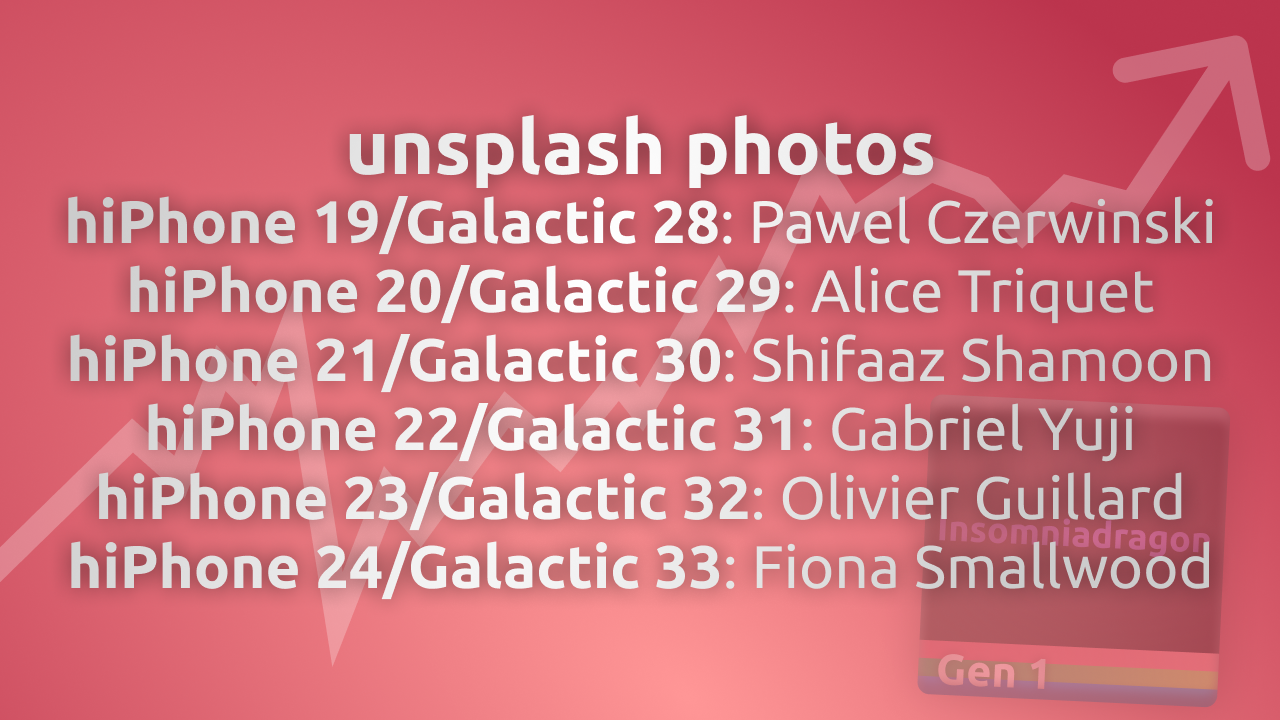 unsplash photos
hiPhone 19/Galactic 28: Pawel Czerwinski
hiPhone 20/Galactic 29: Alice Triquet
hiPhone 21/Galactic 30: Shifaaz Shamoon
hiPhone 22/Galactic 31: Gabriel Yuji
hiPhone 23/Galactic 32: Olivier Guillard
Insomniadragon
hiPhone 24/Galactic 33: Fiona Smallwood
Gen 1